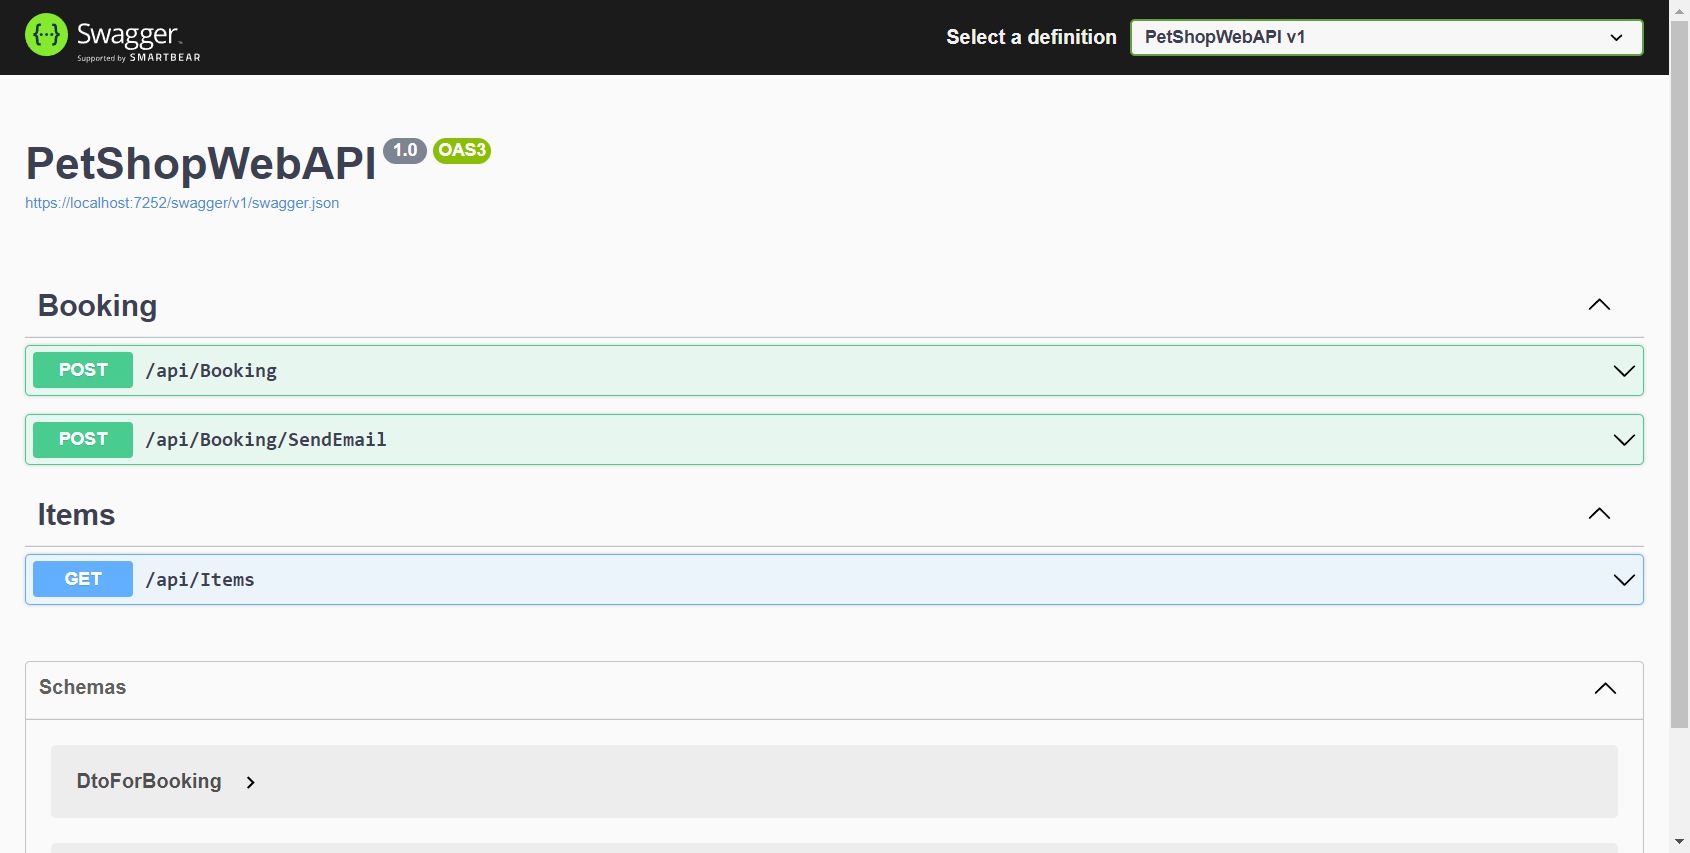 Swagger
Supported by SMARTBEAR
Select a definition
PetShopWebAPI v1
PetShopWebAPI 1.0 OAS3
https://localhost:7252/swagger/v1/swagger.json
Booking
POST /api/Booking
POST /api/Booking/SendEmail
Items
GET /api/Items
Schemas
DtoForBooking